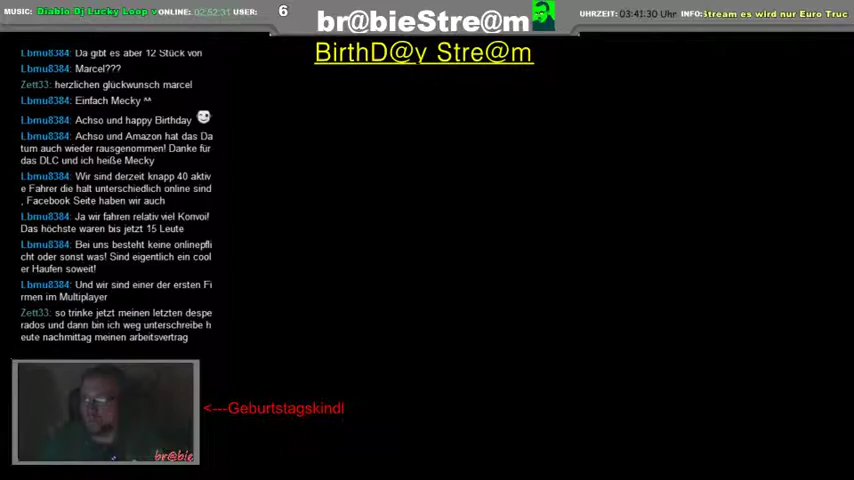 MUSIC: Diablo Dj Lucky Loop v ONLINE: 02:52:31 USER: 6 UHRZEIT: 03:41:30 Uhr INFO: Stream es wird nur Euro Truc
br@bieStre@m
BirthD@y Stre@m
Lbmu8384: Da gibt es aber 12 Stück von
Lbmu8384: Marcel???
Zett33: herzlichen glückwunsch marcel
Lbmu8384: Einfach Mecky ^^
Lbmu8384: Achso und happy Birthday
Lbmu8384: Achso und Amazon hat das Da
tum auch wieder rausgenommen! Danke für
das DLC und ich heiße Mecky
Lbmu8384: Wir sind derzeit knapp 40 aktiv
e Fahrer die halt unterschiedlich online sind
, Facebook Seite haben wir auch
Lbmu8384: Ja wir fahren relativ viel Konvoi!
Das höchste waren bis jetzt 15 Leute
Lbmu8384: Bei uns besteht keine onlinepfli
cht oder sonst was! Sind eigentlich ein cool
er Haufen soweit!
Lbmu8384: Und wir sind einer der ersten Fi
rmen im Multiplayer
Zett33: so trinke jetzt meinen letzten despe
rados und dann bin ich weg unterschreibe h
eute nachmittag meinen arbeitsvertrag
<---Geburtstagskind!
br@bie